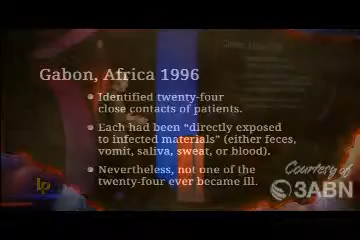 Gabon, Africa 1996
Identified twenty-four
close contacts of patients.
Each had been “directly exposed
to infected materials” (either feces,
vomit, saliva, sweat, or blood).
Nevertheless, not one of the
twenty-four ever became ill.
Courtesy of
3ABN
lp